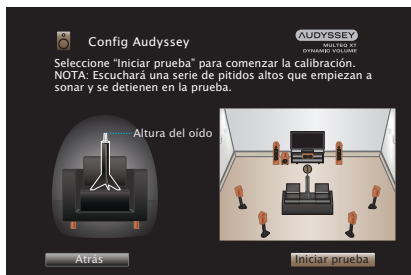 Config Audyssey
AUDYSSEY
MULTEQ XT
DYNAMIC VOLUME
Seleccione “Iniciar prueba” para comenzar la calibración.
NOTA: Escuchará una serie de pitidos altos que empiezan a
sonar y se detienen en la prueba.
Altura del oído
Atrás
Iniciar prueba